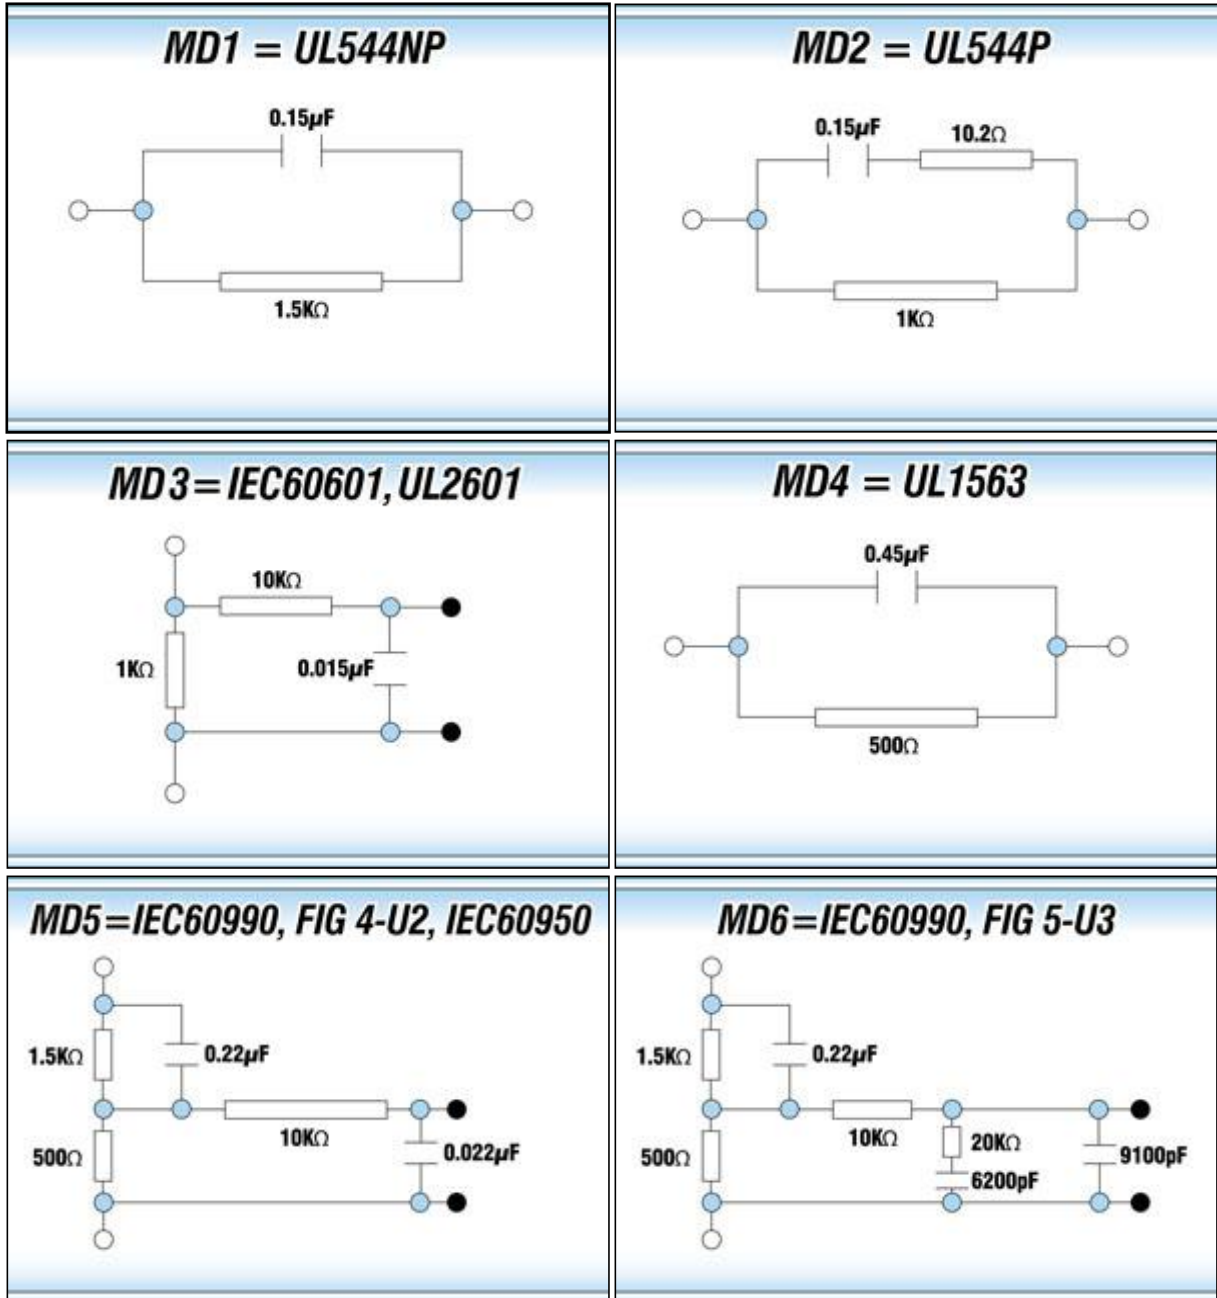 MD1 = UL544NP
0.15µF
1.5KΩ
MD2 = UL544P
0.15µF
10.2Ω
1KΩ
MD3=IEC60601, UL2601
10KΩ
1KΩ
0.015µF
MD4 = UL1563
0.45µF
500Ω
MD5=IEC60990, FIG 4-U2, IEC60950
1.5KΩ
0.22µF
10KΩ
500Ω
0.022µF
MD6=IEC60990, FIG 5-U3
1.5KΩ
0.22µF
10KΩ
20KΩ
500Ω
9100pF
6200pF